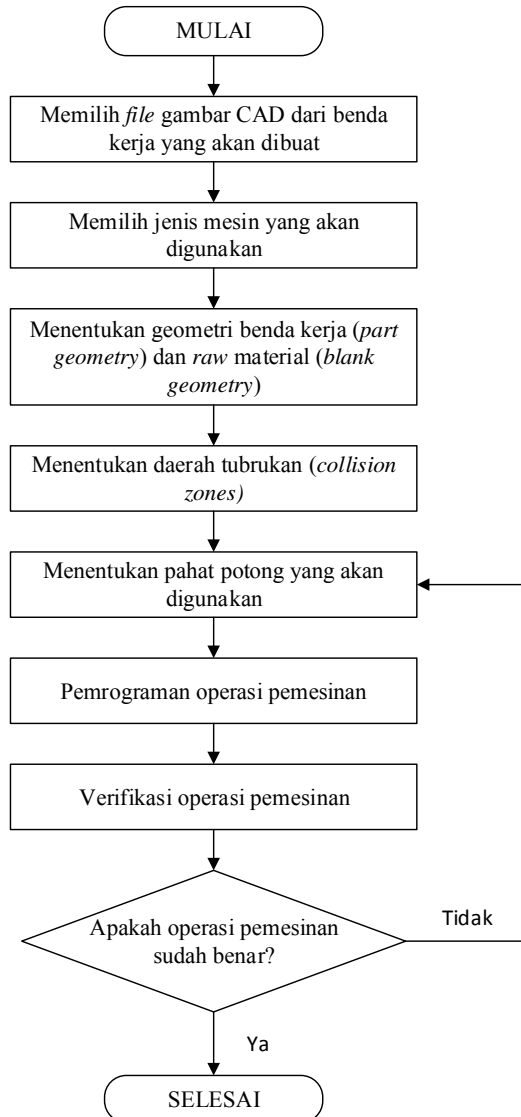 MULAI
Memilih file gambar CAD dari benda
kerja yang akan dibuat
Memilih jenis mesin yang akan
digunakan
Menentukan geometri benda kerja (part
geometry) dan raw material (blank
geometry)
Menentukan daerah tubrukan (collision
zones)
Menentukan pahat potong yang akan
digunakan
Pemrograman operasi pemesinan
Verifikasi operasi pemesinan
Apakah operasi pemesinan
sudah benar?
Tidak
Ya
SELESAI